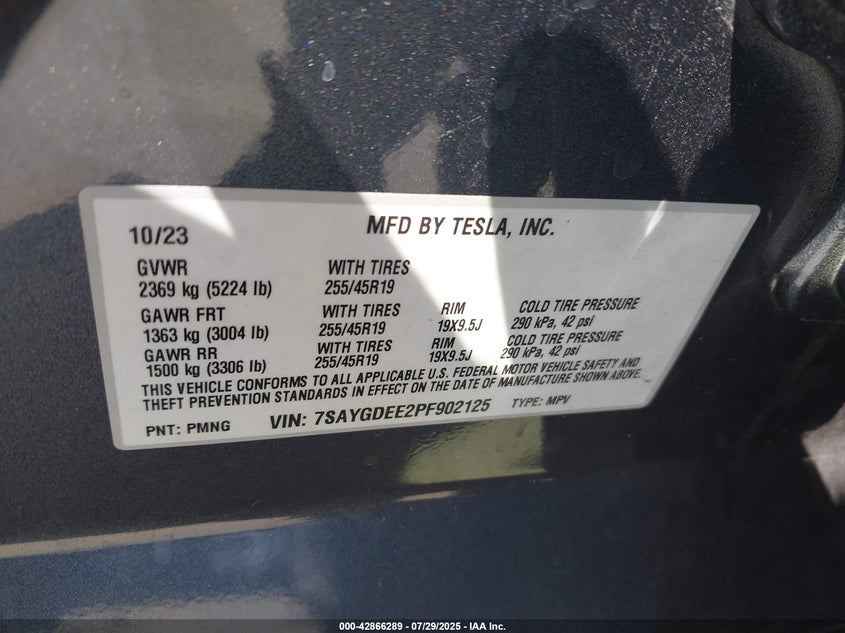 10/23 MFD BY TESLA, INC.
GVWR WITH TIRES
2369 kg (5224 lb) 255/45R19
GAWR FRT WITH TIRES RIM COLD TIRE PRESSURE
1363 kg (3004 lb) 255/45R19 19X9.5J 290 kPa, 42 psi
GAWR RR WITH TIRES RIM COLD TIRE PRESSURE
1500 kg (3306 lb) 255/45R19 19X9.5J 290 kPa, 42 psi
THIS VEHICLE CONFORMS TO ALL APPLICABLE U.S. FEDERAL MOTOR VEHICLE SAFETY AND
THEFT PREVENTION STANDARDS IN EFFECT ON THE DATE OF MANUFACTURE SHOWN ABOVE.
PNT: PMNG VIN: 7SAYGDEE2PF902125 TYPE: MPV
000-42866289 - 07/29/2025 - IAA Inc.